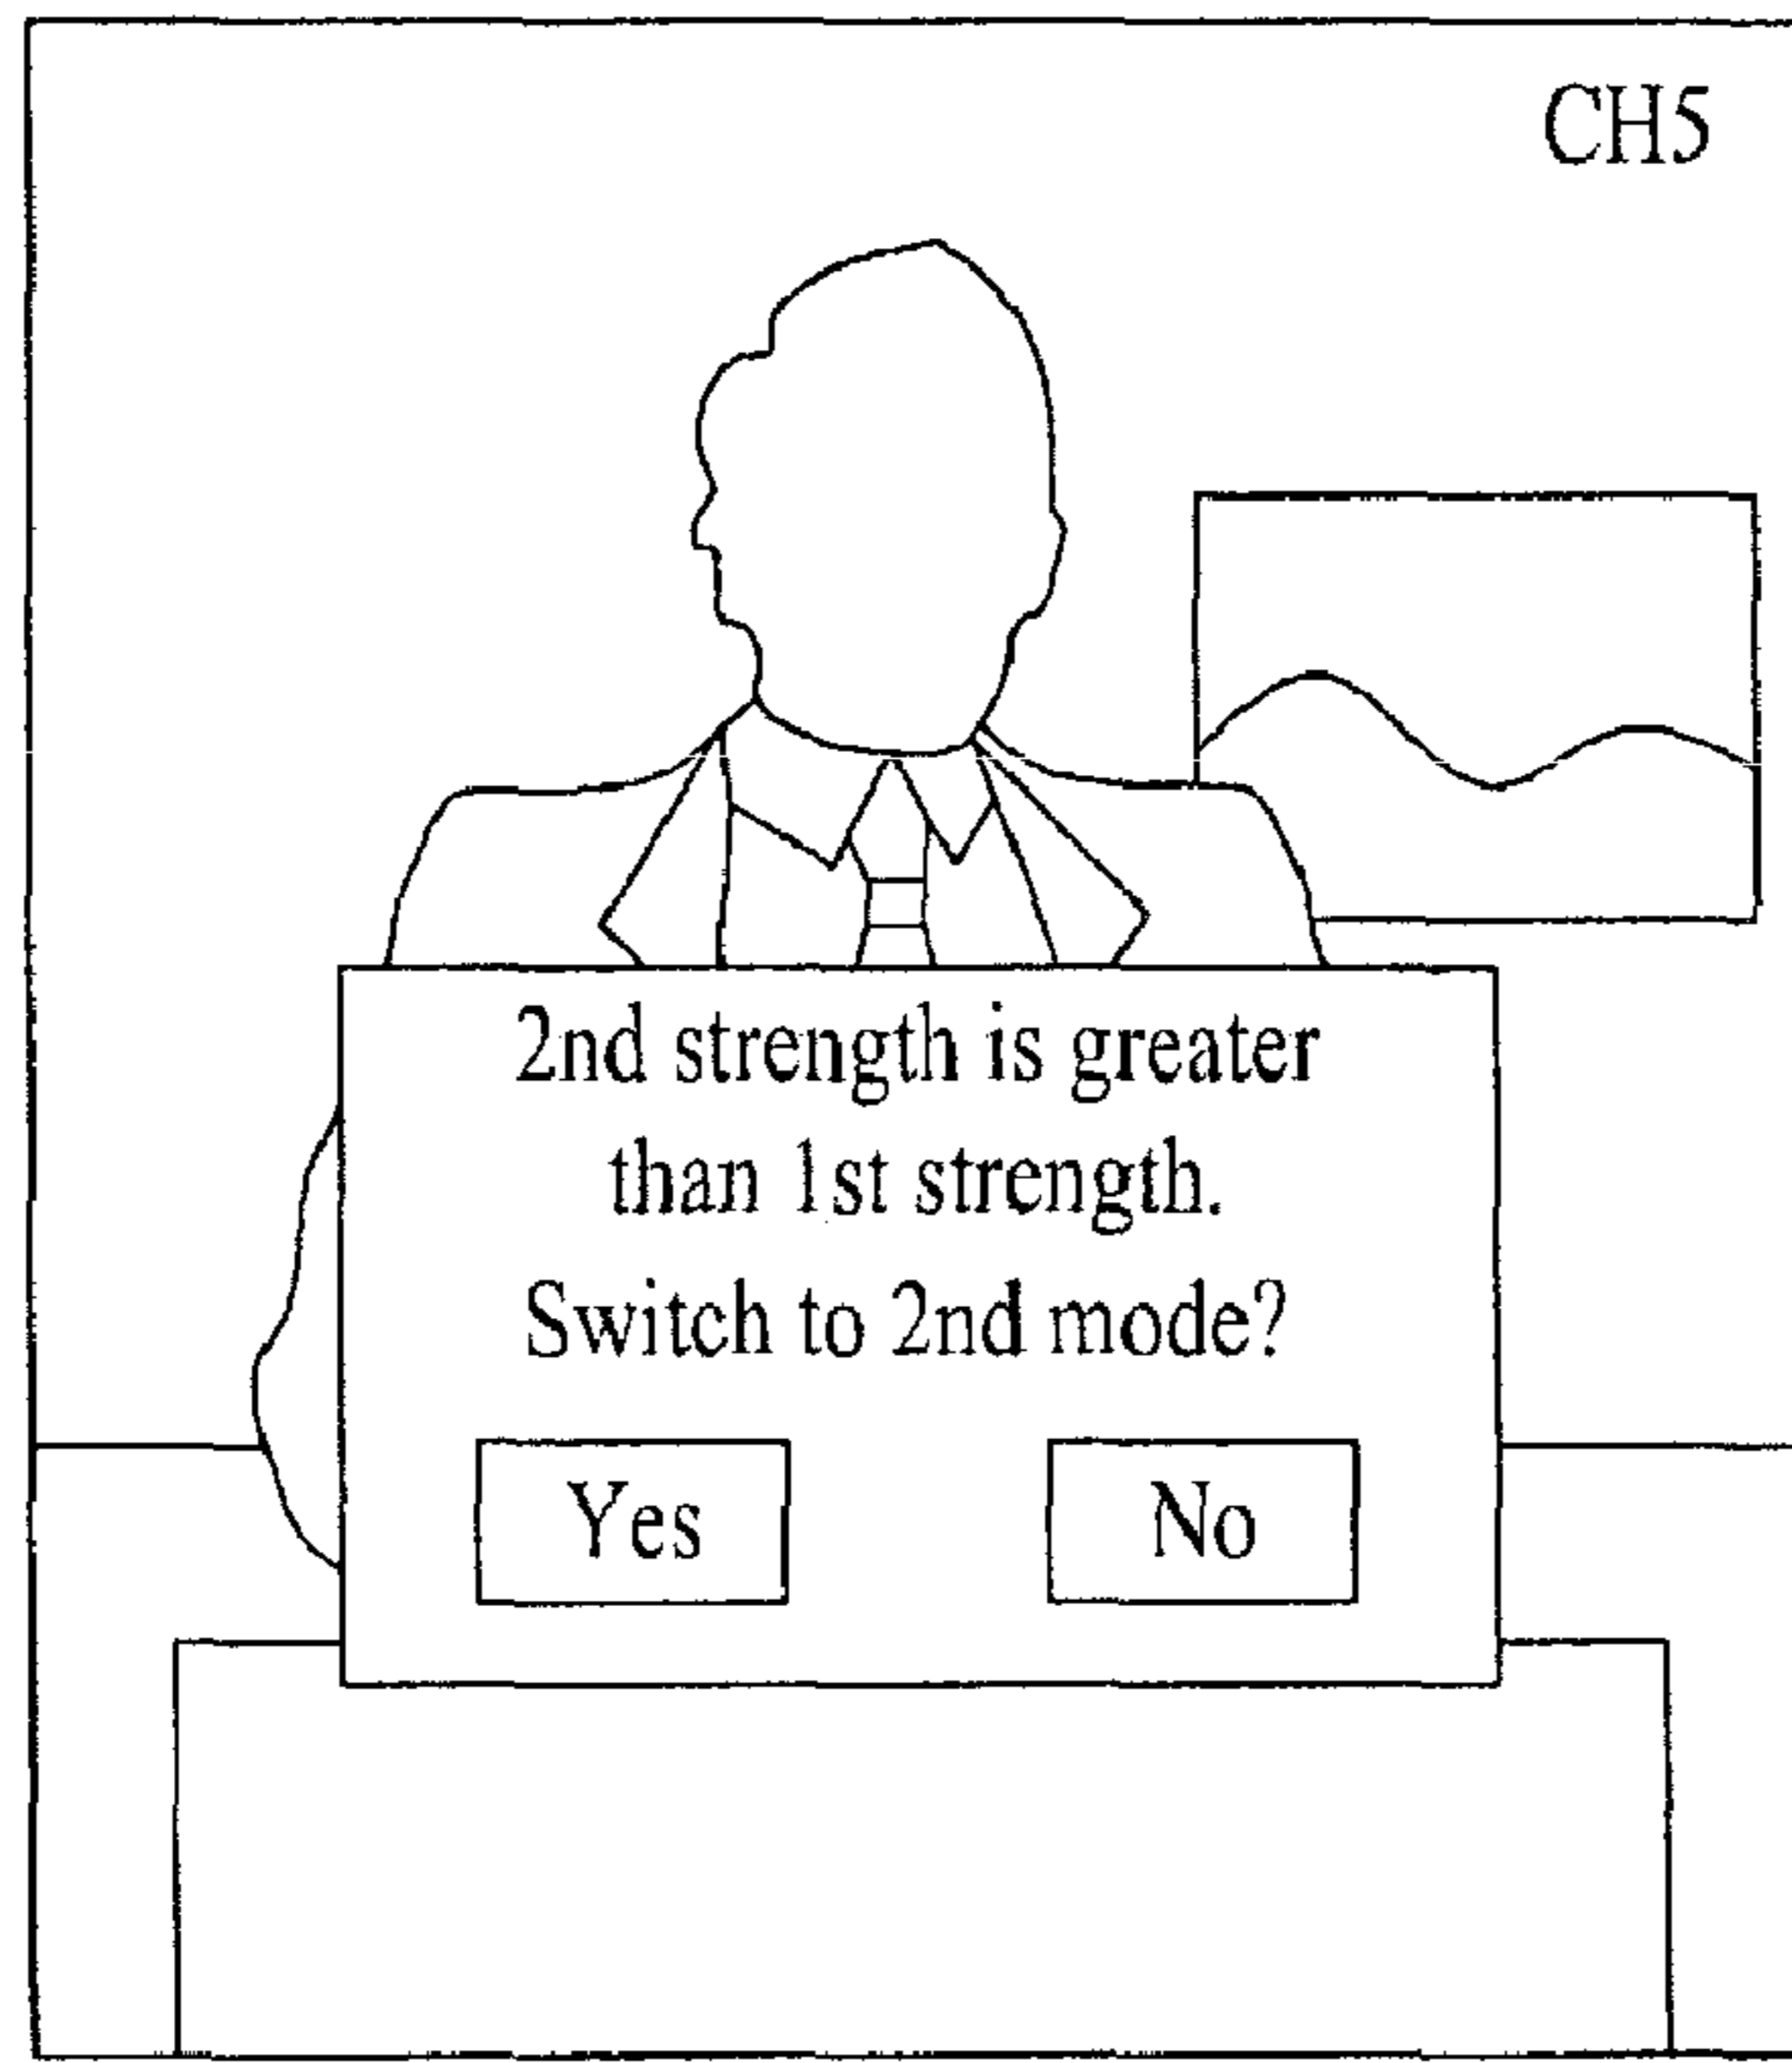 CH5
2nd strength is greater
than 1st strength.
Switch to 2nd mode?
Yes
No